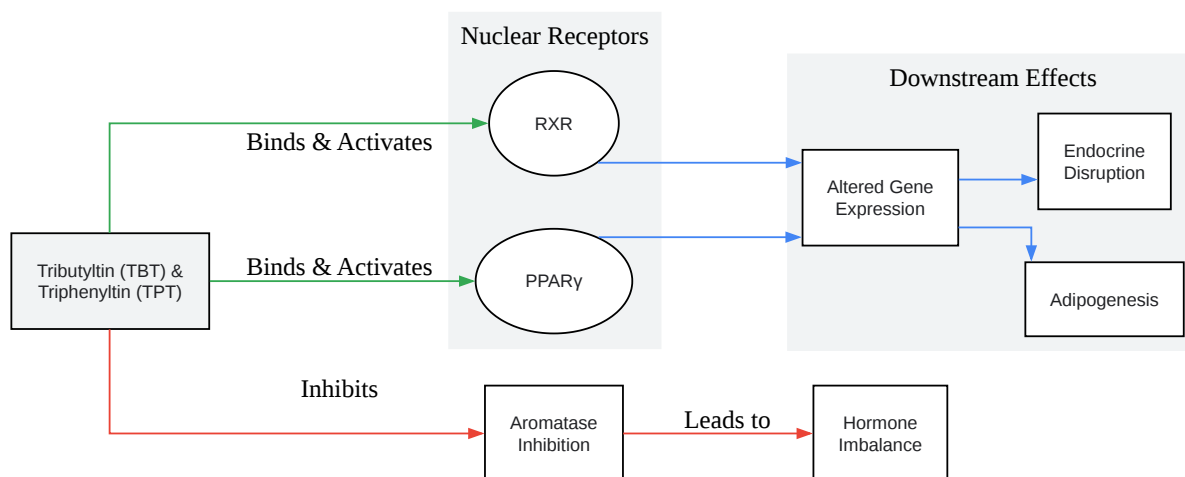 Nuclear Receptors
Downstream Effects
RXR
Binds & Activates
Endocrine
Disruption
Altered Gene
Expression
Tributyltin (TBT) &
Triphenyltin (TPT)
Binds & Activates
PPARγ
Adipogenesis
Inhibits
Aromatase
Inhibition
Leads to
Hormone
Imbalance